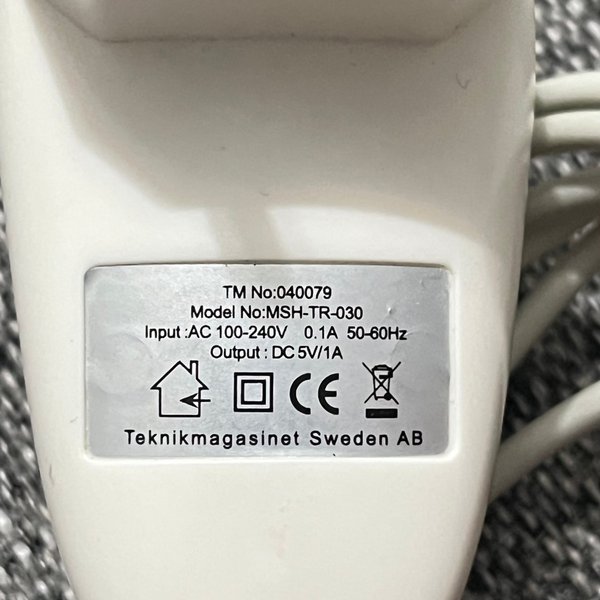 TM No:040079
Model No:MSH-TR-030
Input :AC 100-240V 0.1A 50-60Hz
Output : DC 5V/1A
CE
Teknikmagasinet Sweden AB